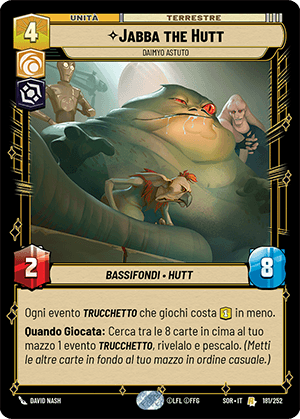 UNITÀ
TERRESTRE
4
JABBA THE HUTT
DAIMYO ASTUTO
2
8
BASSIFONDI • HUTT
Ogni evento TRUCCHETTO che giochi costa 1 in meno.
Quando Giocata: Cerca tra le 8 carte in cima al tuo
mazzo 1 evento TRUCCHETTO, rivelalo e pescalo. (Metti
le altre carte in fondo al tuo mazzo in ordine casuale.)
DAVID NASH
©LFL ©FFG
SOR • IT
181/252